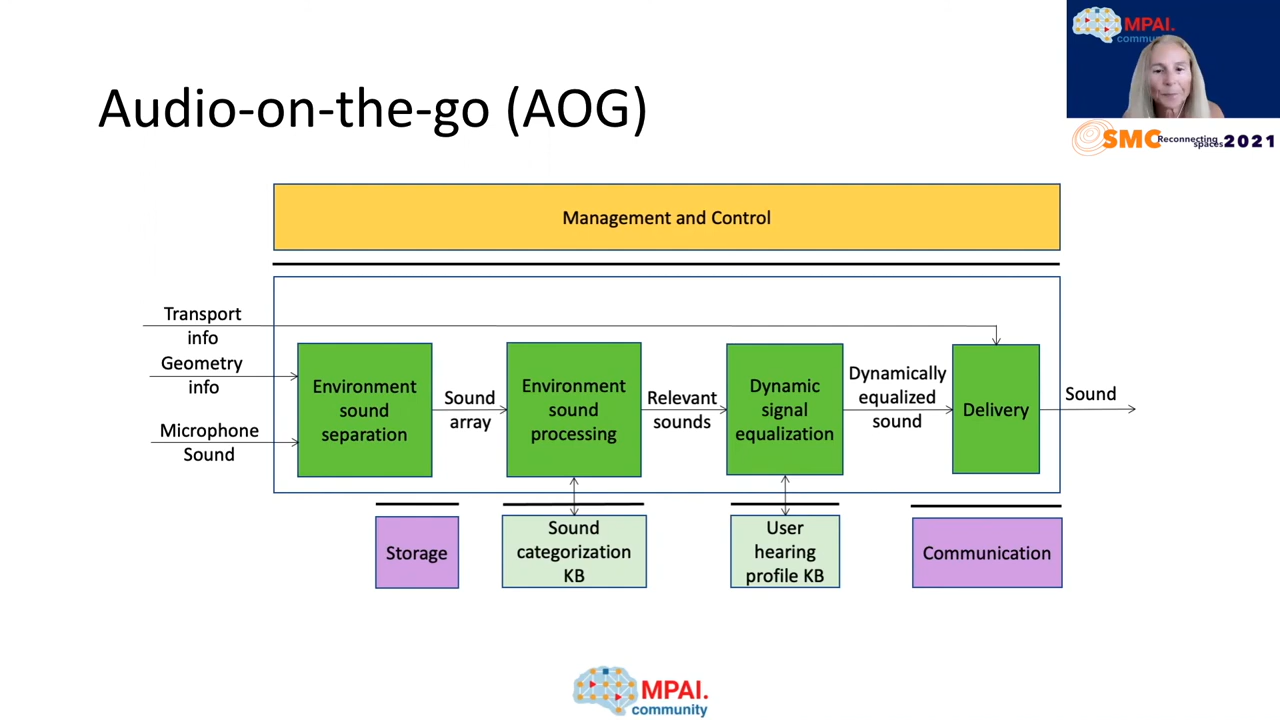 MPAI.
community
SMC Reconnecting
spaces 2021
Audio-on-the-go (AOG)
Management and Control
Transport
info
Geometry
info
Microphone
Sound
Environment
sound
separation
Sound
array
Environment
sound
processing
Relevant
sounds
Dynamic
signal
equalization
Dynamically
equalized
sound
Delivery
Sound
Storage
Sound
categorization
KB
User
hearing
profile KB
Communication
MPAI.
community